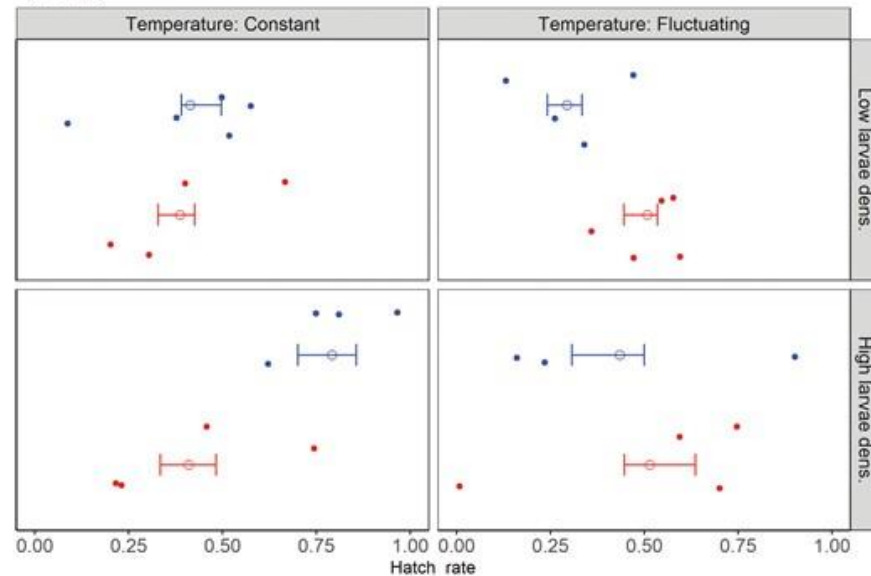 Temperature: Constant
Temperature: Fluctuating
Low larvae dens.
High larvae dens.
0.00 0.25 0.50 0.75 1.00
0.00 0.25 0.50 0.75 1.00
Hatch rate